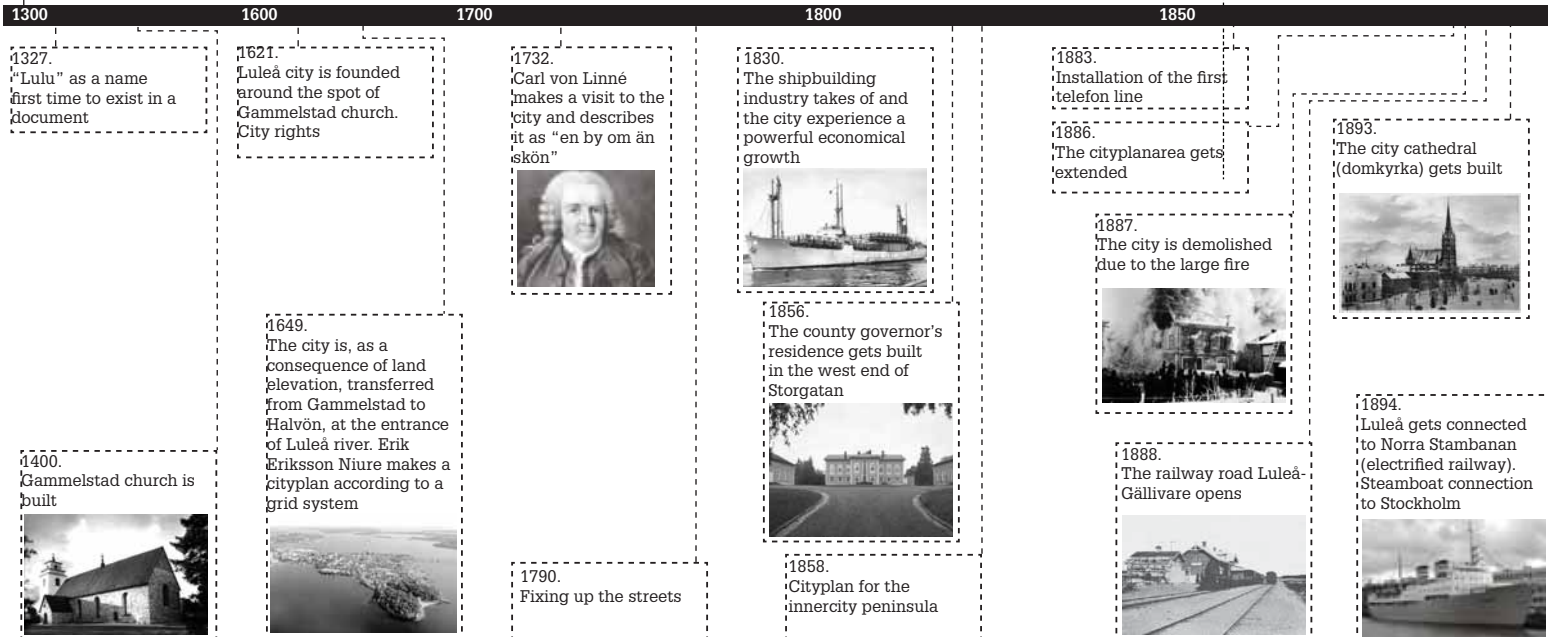 1300 1600 1700 1800 1850
1327.
“Lulu” as a name
first time to exist in a
document
1400.
Gammelstad church is
built
1621.
Luleå city is founded
around the spot of
Gammelstad church.
City rights
1649.
The city is, as a
consequence of land
elevation, transferred
from Gammelstad to
Halvön, at the entrance
of Luleå river. Erik
Eriksson Niure makes a
cityplan according to a
grid system
1732.
Carl von Linné
makes a visit to the
city and describes
it as “en by om än
skön”
1790.
Fixing up the streets
1830.
The shipbuilding
industry takes of and
the city experience a
powerful economical
growth
1856.
The county governor’s
residence gets built
in the west end of
Storgatan
1858.
Cityplan for the
innercity peninsula
1883.
Installation of the first
telefon line
1886.
The cityplanarea gets
extended
1887.
The city is demolished
due to the large fire
1888.
The railway road Luleå-
Gällivare opens
1893.
The city cathedral
(domkyrka) gets built
1894.
Luleå gets connected
to Norra Stambanan
(electrified railway).
Steamboat connection
to Stockholm